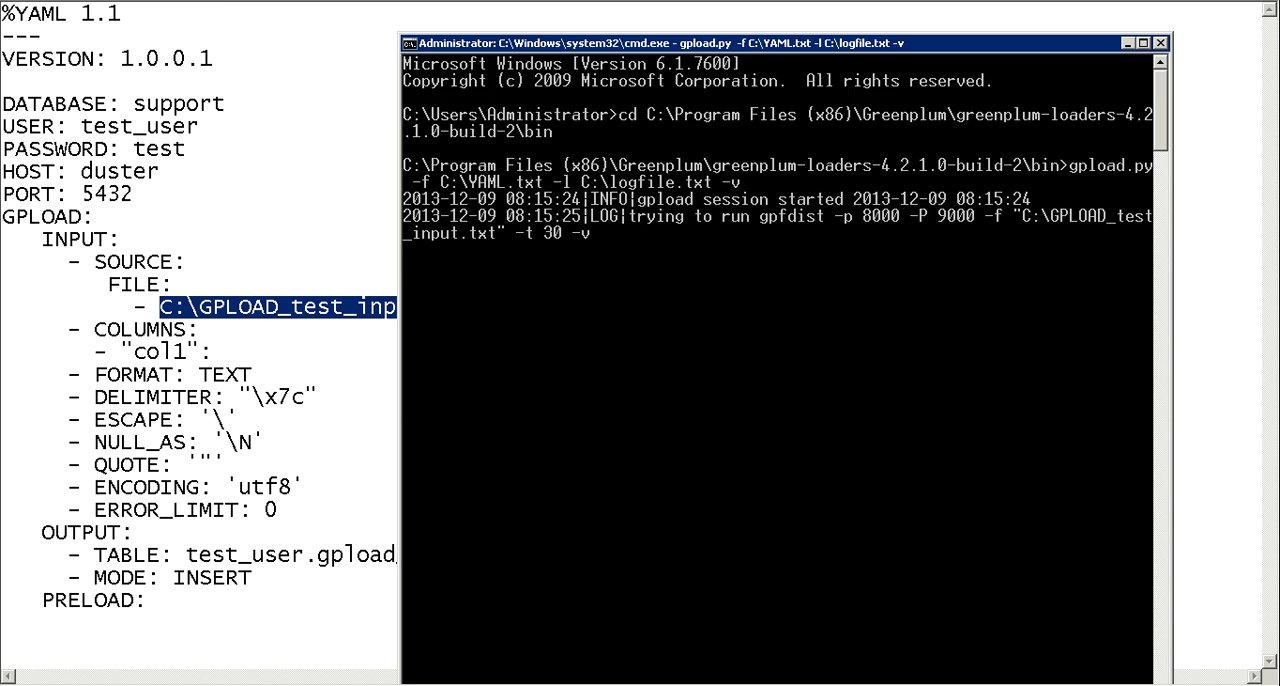 %YAML 1.1
---
VERSION: 1.0.0.1
DATABASE: support
USER: test_user
PASSWORD: test
HOST: duster
PORT: 5432
GPLOAD:
INPUT:
- SOURCE:
FILE:
- C:\GPLOAD_test_inp
- COLUMNS:
- "col1":
- FORMAT: TEXT
- DELIMITER: "\x7c"
- ESCAPE: '\'
- NULL_AS: '\N'
- QUOTE: '"'
- ENCODING: 'utf8'
- ERROR_LIMIT: 0
OUTPUT:
- TABLE: test_user.gpload_
- MODE: INSERT
PRELOAD:
Administrator: C:\Windows\system32\cmd.exe - gpload.py -f C:\YAML.txt -l C:\logfile.txt -v
Microsoft Windows [Version 6.1.7600]
Copyright (c) 2009 Microsoft Corporation. All rights reserved.
C:\Users\Administrator>cd C:\Program Files (x86)\Greenplum\greenplum-loaders-4.2
.1.0-build-2\bin
C:\Program Files (x86)\Greenplum\greenplum-loaders-4.2.1.0-build-2\bin>gpload.py
-f C:\YAML.txt -l C:\logfile.txt -v
2013-12-09 08:15:24|INFO|gpload session started 2013-12-09 08:15:24
2013-12-09 08:15:25|LOG|trying to run gpfdist -p 8000 -P 9000 -f "C:\GPLOAD_test
_input.txt" -t 30 -v